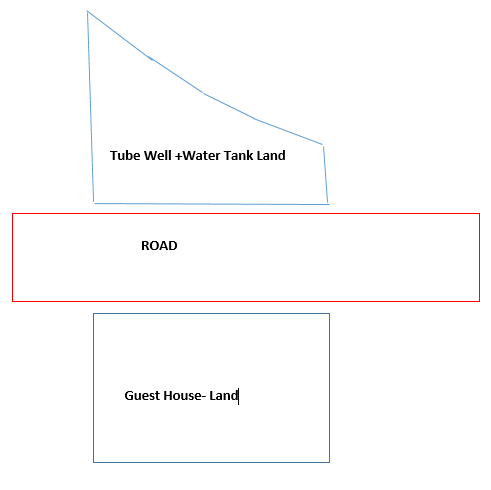 Tube Well +Water Tank Land
ROAD
Guest House- Land